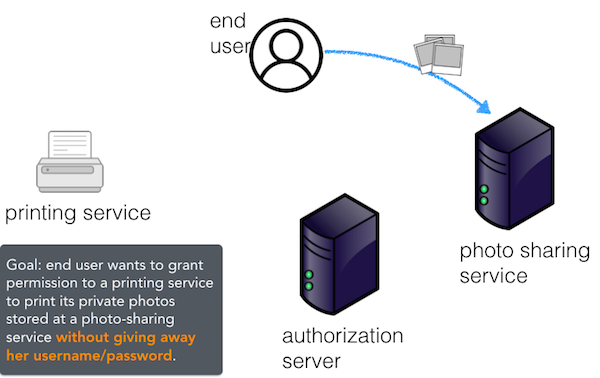 end
user
printing service
Goal: end user wants to grant
permission to a printing service
to print its private photos
stored at a photo-sharing
service without giving away
her username/password.
photo sharing
service
authorization
server